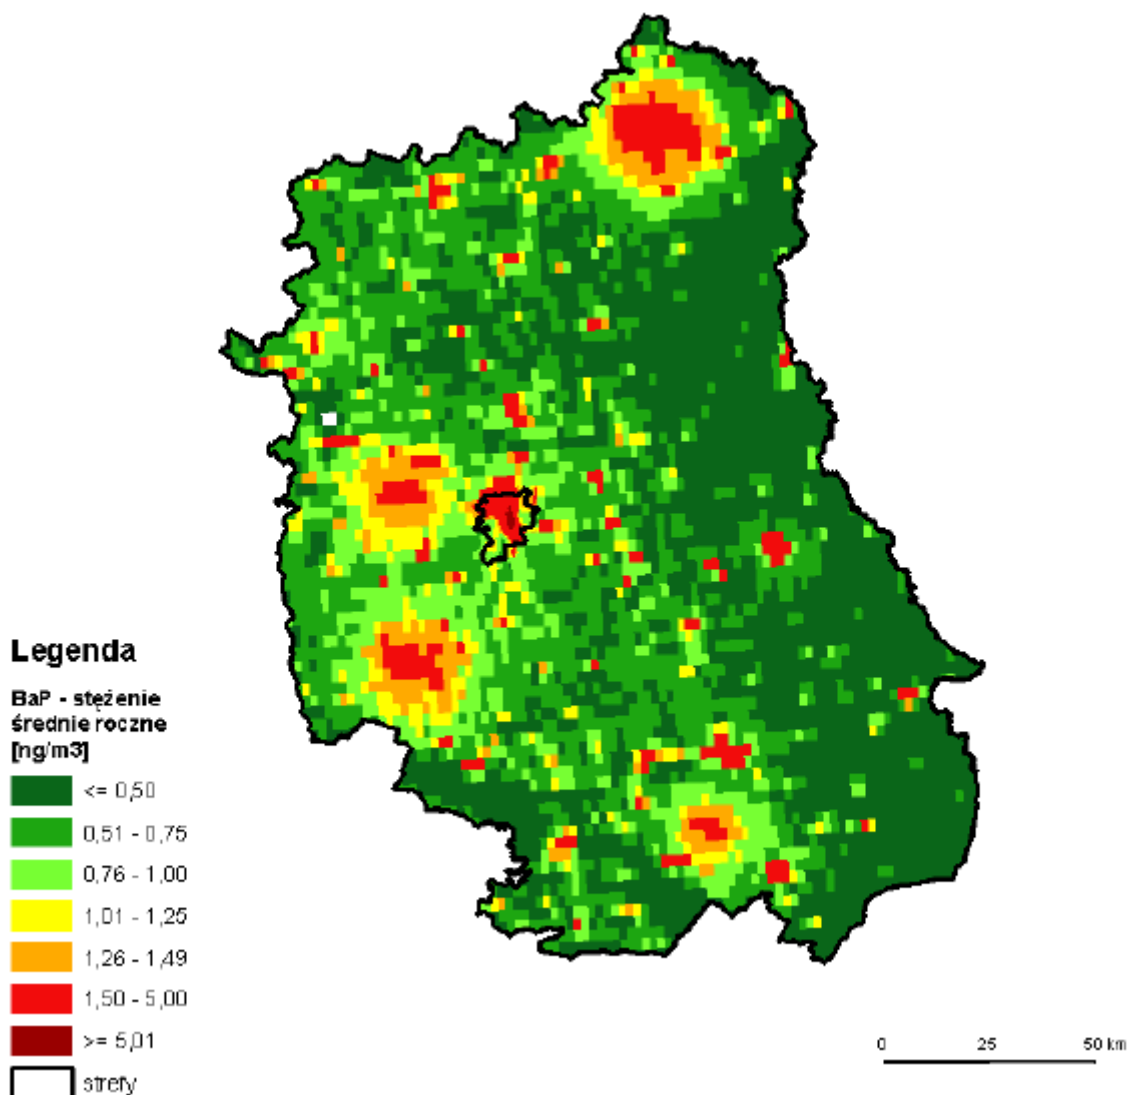 Legenda
BaP - stężenie
średnie roczne
[ng/m3]
<= 0,50
0,51 - 0,75
0,76 - 1,00
1,01 - 1,25
1,26 - 1,49
1,50 - 5,00
>= 5,01
strefy
0 25 50 km